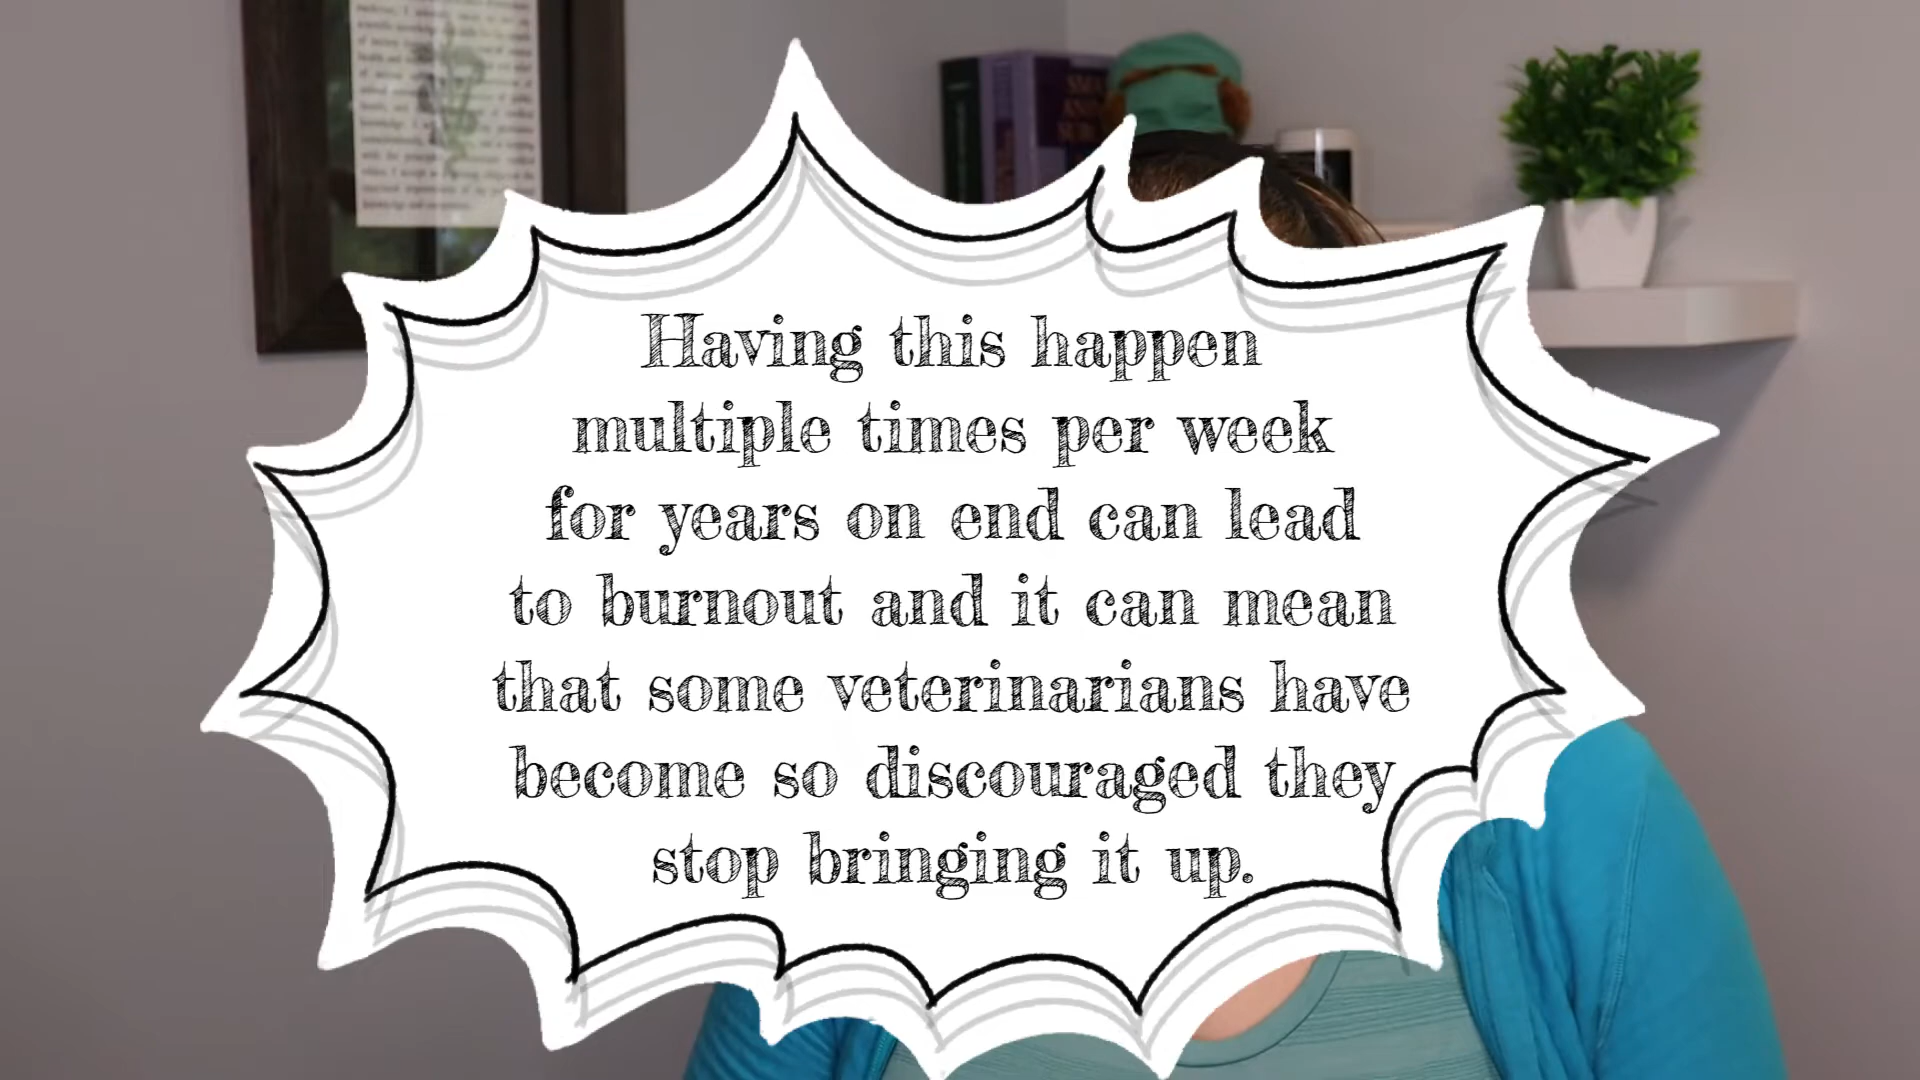 Having this happen
multiple times per week
for years on end can lead
to burnout and it can mean
that some veterinarians have
become so discouraged they
stop bringing it up.